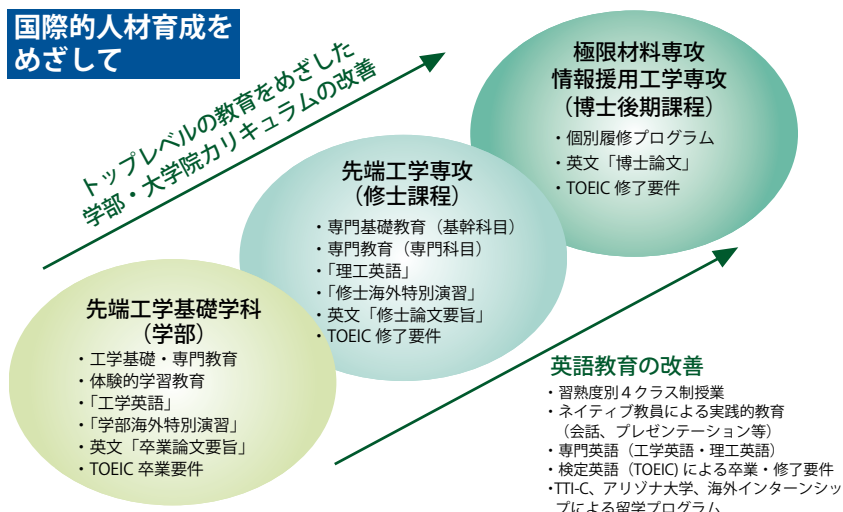 国際的人材育成を
めざして
トップレベルの教育をめざした
学部・大学院カリキュラムの改善
極限材料専攻
情報援用工学専攻
（博士後期課程）
・個別履修プログラム
・英文「博士論文」
・TOEIC 修了要件
先端工学専攻
（修士課程）
・専門基礎教育（基幹科目）
・専門教育（専門科目）
・「理工英語」
・「修士海外特別演習」
・英文「修士論文要旨」
・TOEIC 修了要件
先端工学基礎学科
（学部）
・工学基礎・専門教育
・体験的学習教育
・「工学英語」
・「学部海外特別演習」
・英文「卒業論文要旨」
・TOEIC 卒業要件
英語教育の改善
・習熟度別４クラス制授業
・ネイティブ教員による実践的教育
（会話、プレゼンテーション等）
・専門英語（工学英語・理工英語）
・検定英語（TOEIC) による卒業・修了要件
・TTI-C、アリゾナ大学、海外インターンシッ
プによる留学プログラム